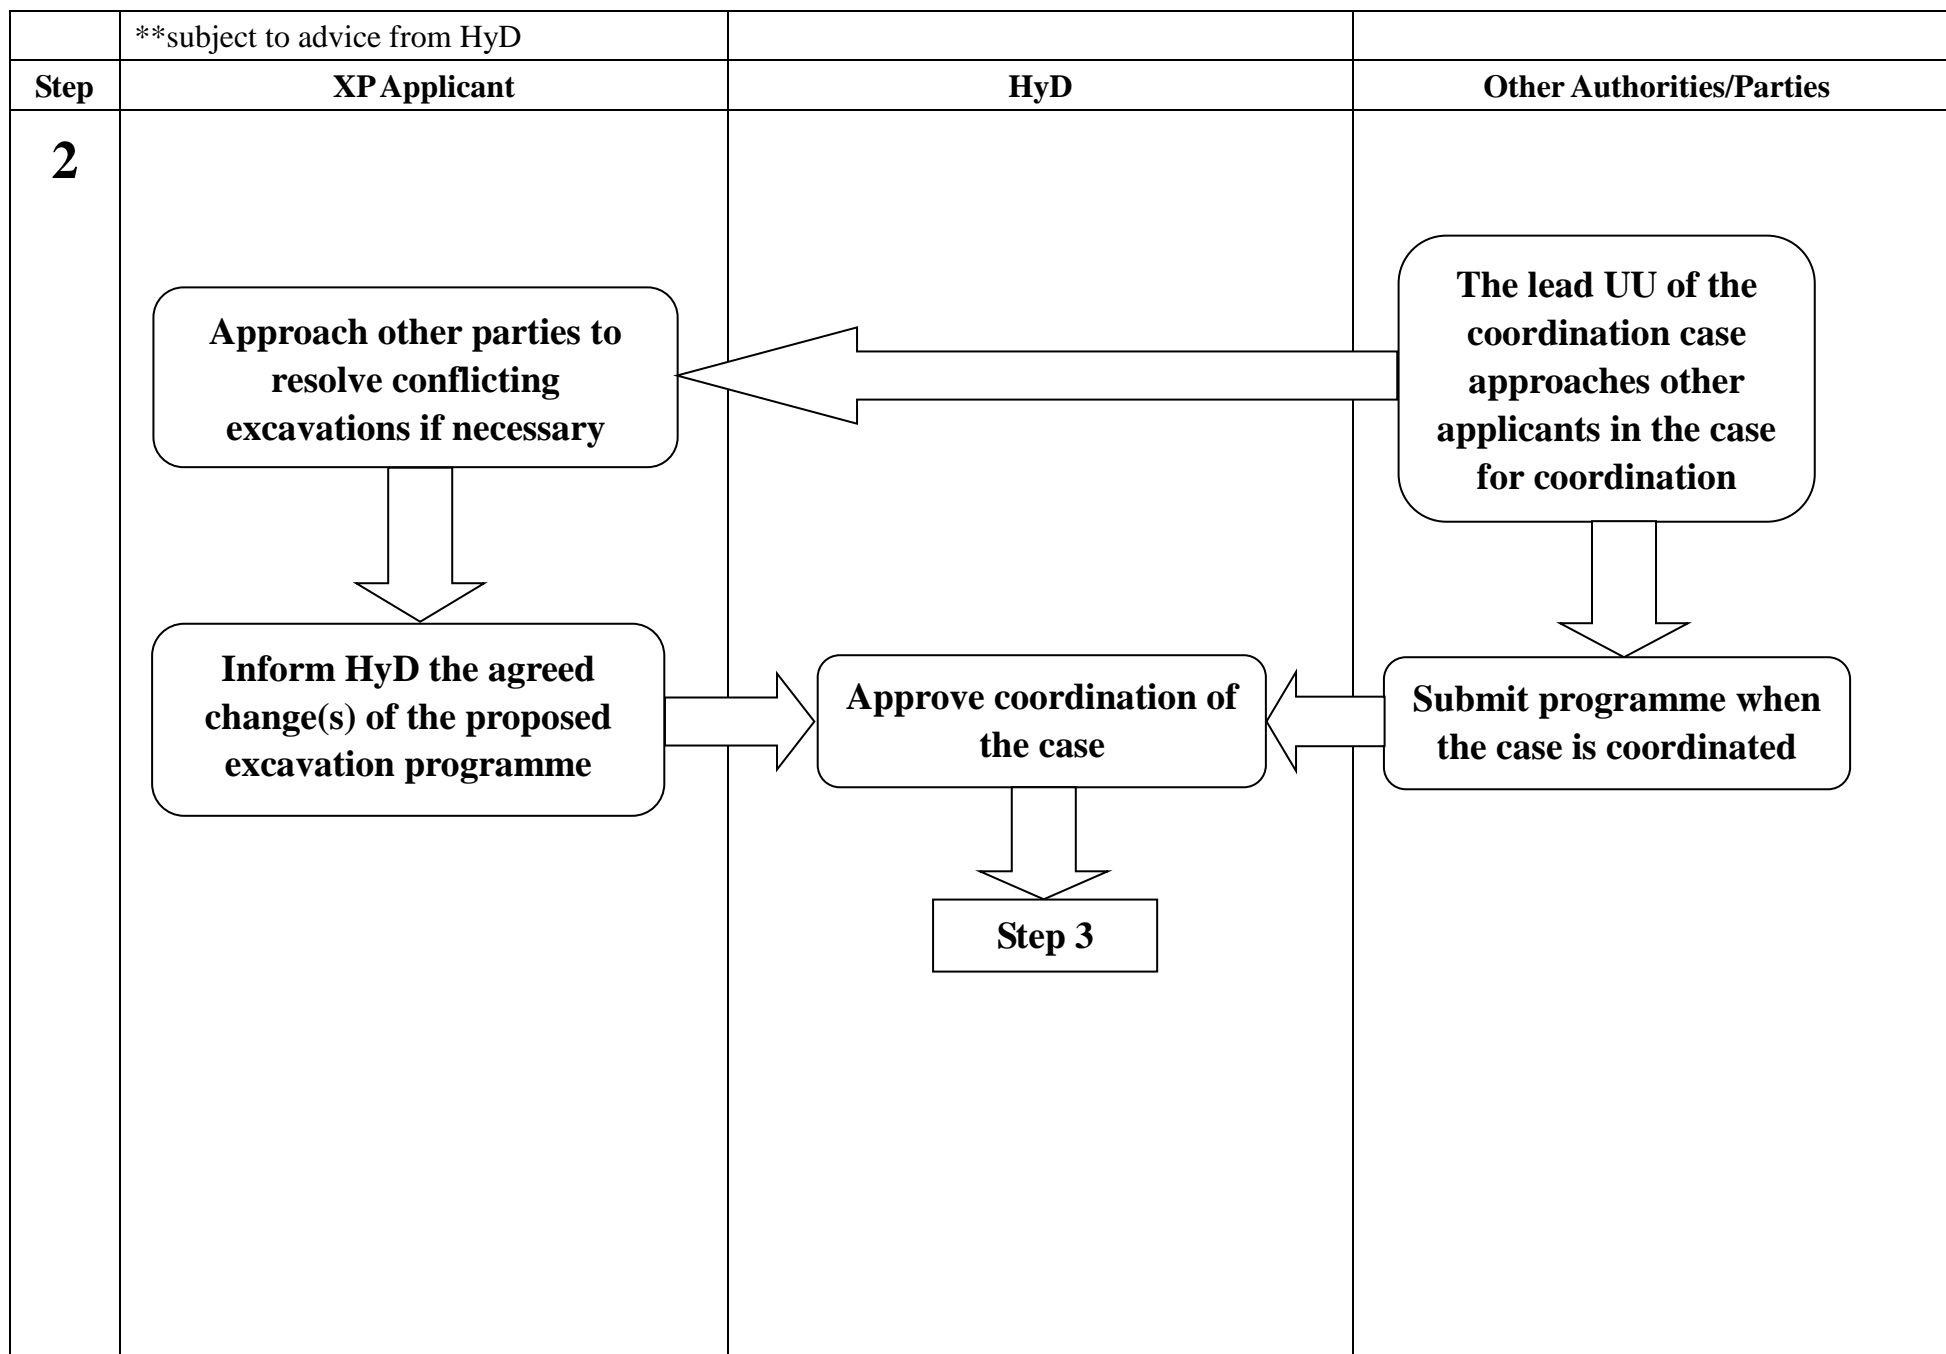 **subject to advice from HyD
Step XP Applicant HyD Other Authorities/Parties
2
The lead UU of the
coordination case
approaches other
applicants in the case
for coordination
Approach other parties to
resolve conflicting
excavations if necessary
Inform HyD the agreed
change(s) of the proposed
excavation programme
Approve coordination of
the case
Submit programme when
the case is coordinated
Step 3